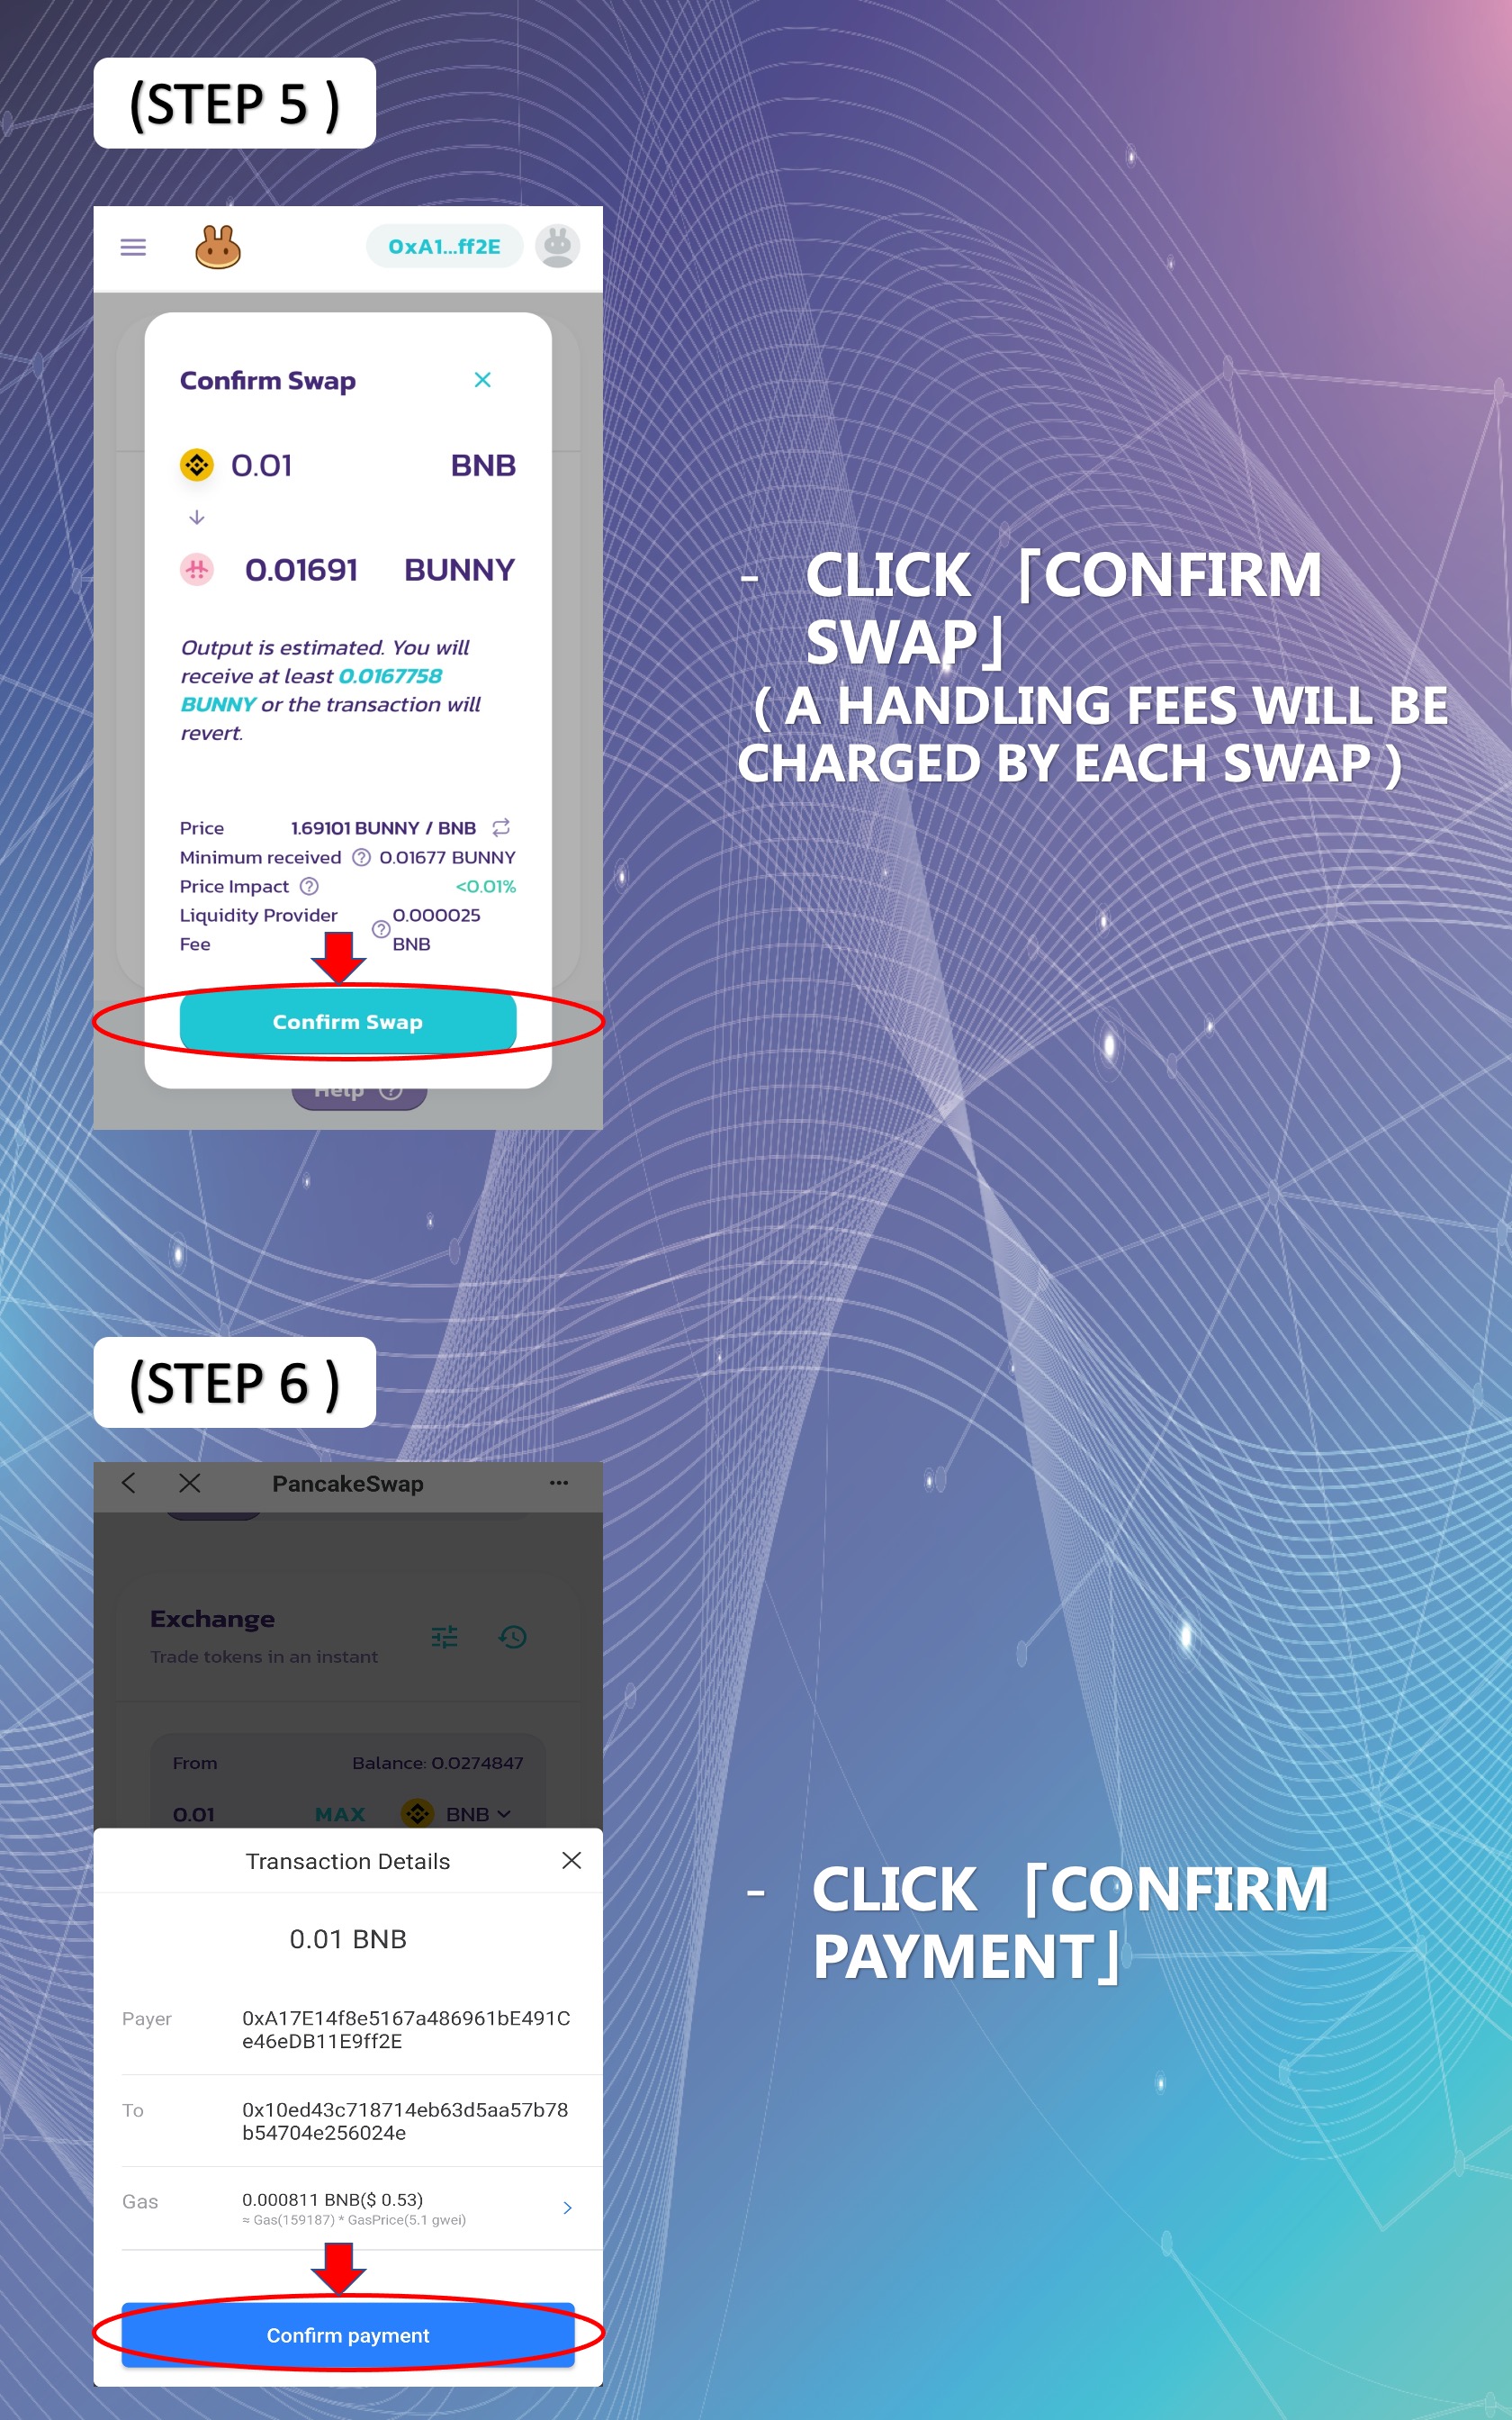 (STEP 5 )
0xA1...ff2E
Confirm Swap
0.01 BNB
0.01691 BUNNY
Output is estimated. You will
receive at least 0.0167758
BUNNY or the transaction will
revert.
Price 1.69101 BUNNY / BNB
Minimum received 0.01677 BUNNY
Price Impact <0.01%
Liquidity Provider 0.000025
Fee BNB
Confirm Swap
Help
- CLICK 「CONFIRM
SWAP」
( A HANDLING FEES WILL BE
CHARGED BY EACH SWAP )
(STEP 6 )
PancakeSwap
Exchange
Trade tokens in an instant
From Balance: 0.0274847
0.01 MAX BNB
Transaction Details
0.01 BNB
Payer 0xA17E14f8e5167a486961bE491C
e46eDB11E9ff2E
To 0x10ed43c718714eb63d5aa57b78
b54704e256024e
Gas 0.000811 BNB($ 0.53)
≈ Gas(159187) * GasPrice(5.1 gwei)
Confirm payment
- CLICK 「CONFIRM
PAYMENT」